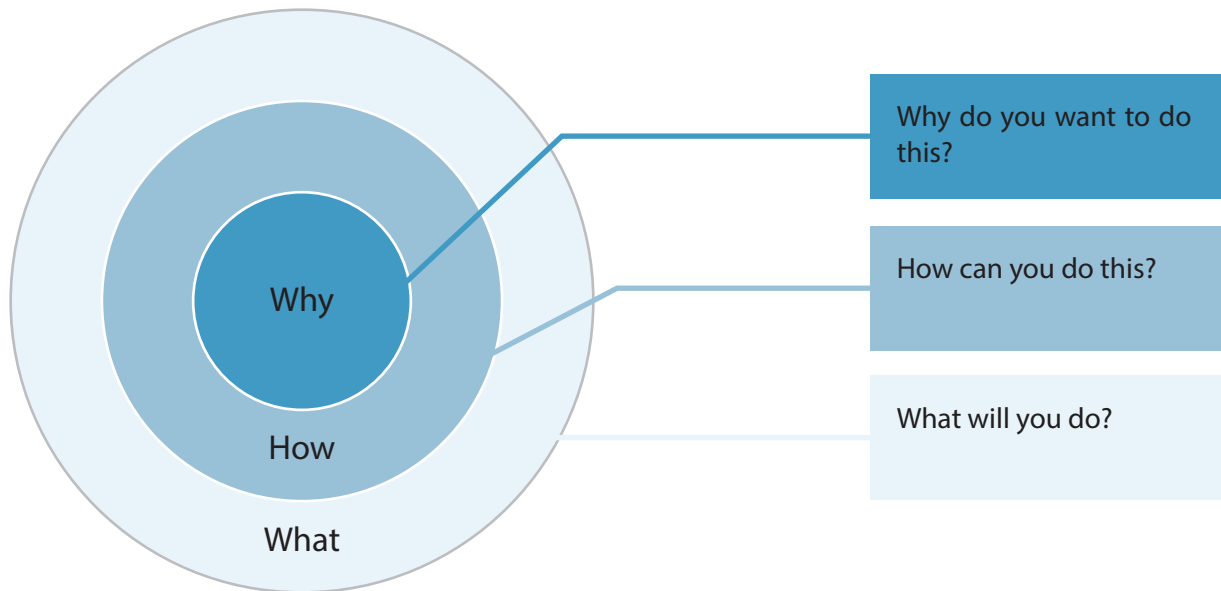 Why
How
What
Why do you want to do
this?
How can you do this?
What will you do?